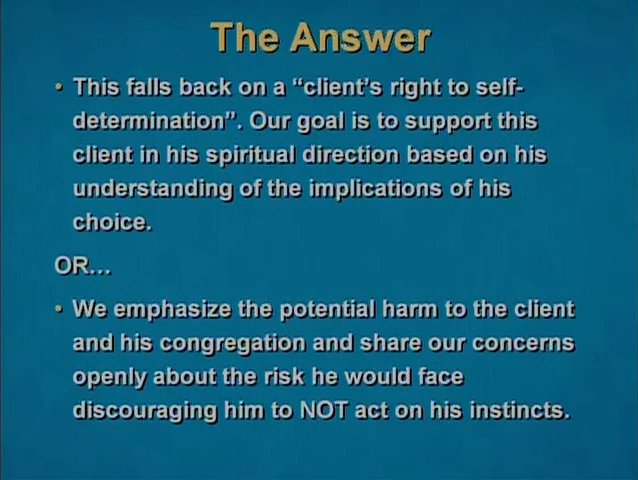 The Answer
• This falls back on a “client’s right to self-
determination”. Our goal is to support this
client in his spiritual direction based on his
understanding of the implications of his
choice.
OR…
• We emphasize the potential harm to the client
and his congregation and share our concerns
openly about the risk he would face
discouraging him to NOT act on his instincts.